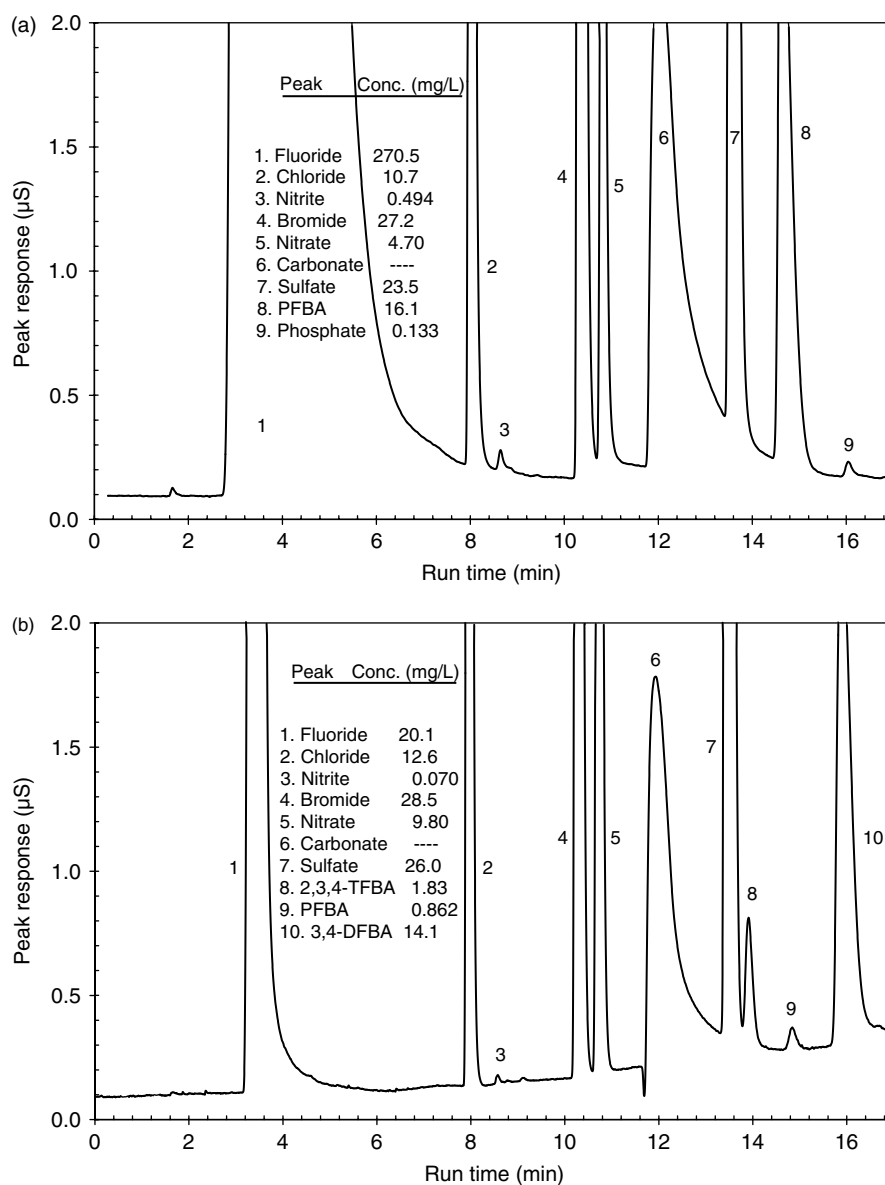 (a)
2.0
1.5
1.0
0.5
0.0
Peak response (µS)
Peak Conc. (mg/L)
1. Fluoride 270.5
2. Chloride 10.7
3. Nitrite 0.494
4. Bromide 27.2
5. Nitrate 4.70
6. Carbonate ----
7. Sulfate 23.5
8. PFBA 16.1
9. Phosphate 0.133
1
2
3
4
5
6
7
8
9
0 2 4 6 8 10 12 14 16
Run time (min)
(b)
2.0
1.5
1.0
0.5
0.0
Peak response (µS)
Peak Conc. (mg/L)
1. Fluoride 20.1
2. Chloride 12.6
3. Nitrite 0.070
4. Bromide 28.5
5. Nitrate 9.80
6. Carbonate ----
7. Sulfate 26.0
8. 2,3,4-TFBA 1.83
9. PFBA 0.862
10. 3,4-DFBA 14.1
1
2
3
4
5
6
7
8
9
10
0 2 4 6 8 10 12 14 16
Run time (min)